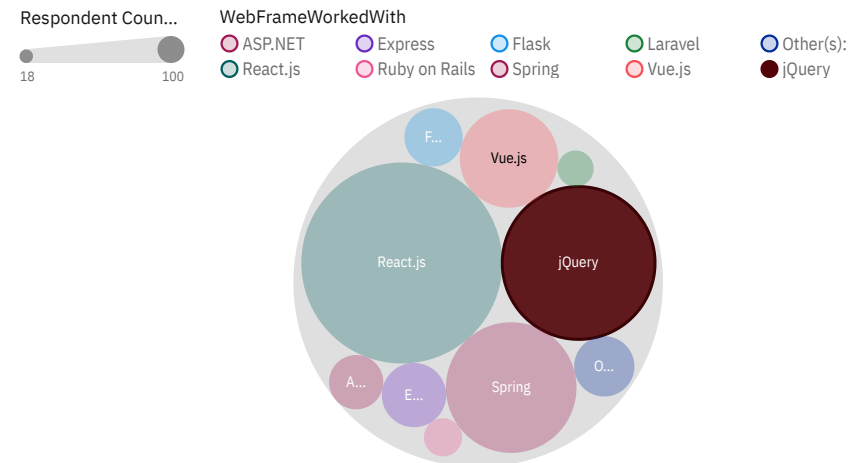 Respondent Coun...
18 100
WebFrameWorkedWith
ASP.NET Express Flask Laravel Other(s):
React.js Ruby on Rails Spring Vue.js jQuery
F...
Vue.js
React.js
jQuery
O...
A...
E...
Spring